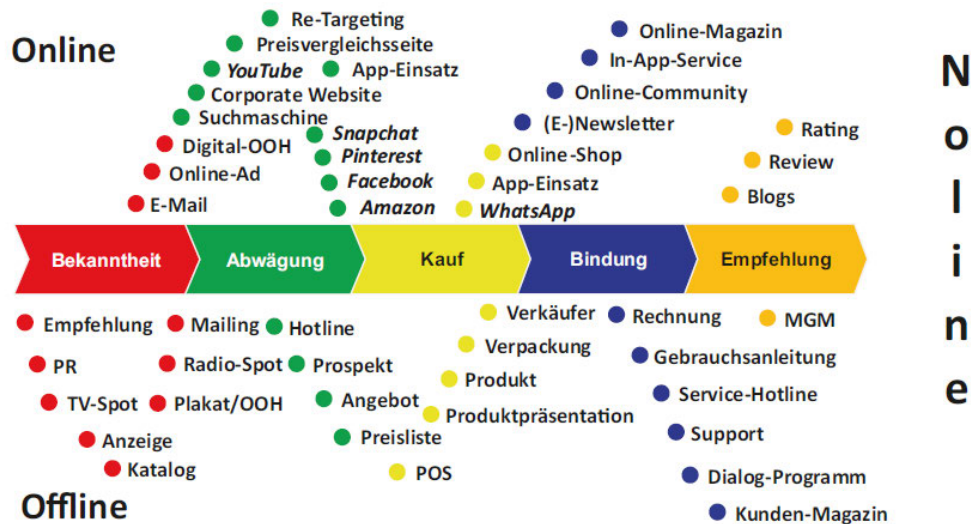 Online
Re-Targeting
Preisvergleichsseite
YouTube
App-Einsatz
Corporate Website
Suchmaschine
Digital-OOH
Online-Ad
E-Mail
Snapchat
Pinterest
Facebook
Amazon
Online-Magazin
In-App-Service
Online-Community
(E-)Newsletter
Online-Shop
App-Einsatz
WhatsApp
Rating
Review
Blogs
Bekanntheit
Abwägung
Kauf
Bindung
Empfehlung
Empfehlung
PR
TV-Spot
Anzeige
Katalog
Mailing
Radio-Spot
Plakat/OOH
Hotline
Prospekt
Angebot
Preisliste
Verkäufer
Verpackung
Produkt
Produktpräsentation
POS
Rechnung
Gebrauchsanleitung
Service-Hotline
Support
Dialog-Programm
Kunden-Magazin
MGM
Offline
Noline